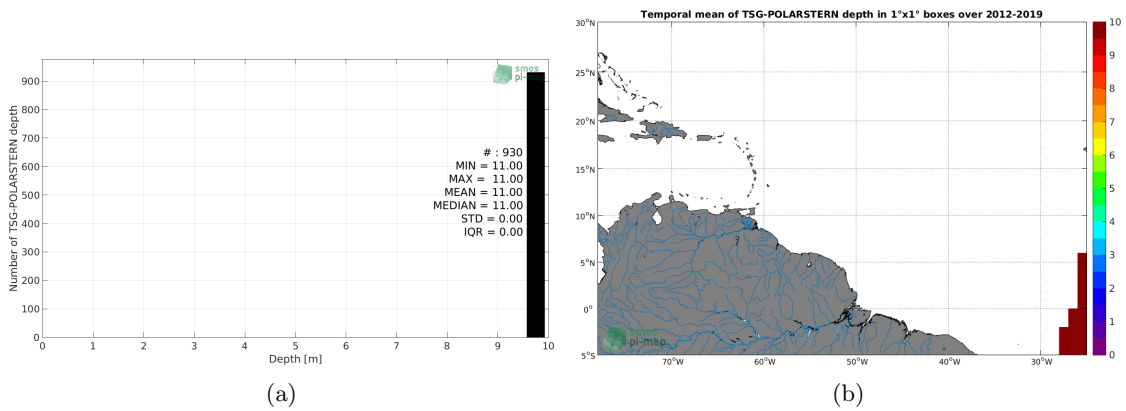 smos
pi-map
Number of TSG-POLARSTERN depth
900
800
700
600
500
400
300
200
100
0
# : 930
MIN = 11.00
MAX = 11.00
MEAN = 11.00
MEDIAN = 11.00
STD = 0.00
IQR = 0.00
0 1 2 3 4 5 6 7 8 9 10
Depth [m]
(a)
Temporal mean of TSG-POLARSTERN depth in 1°x1° boxes over 2012-2019
30°N
25°N
20°N
15°N
10°N
5°N
0°
5°S
70°W 60°W 50°W 40°W 30°W
smos
pi-map
10
9
8
7
6
5
4
3
2
1
0
(b)